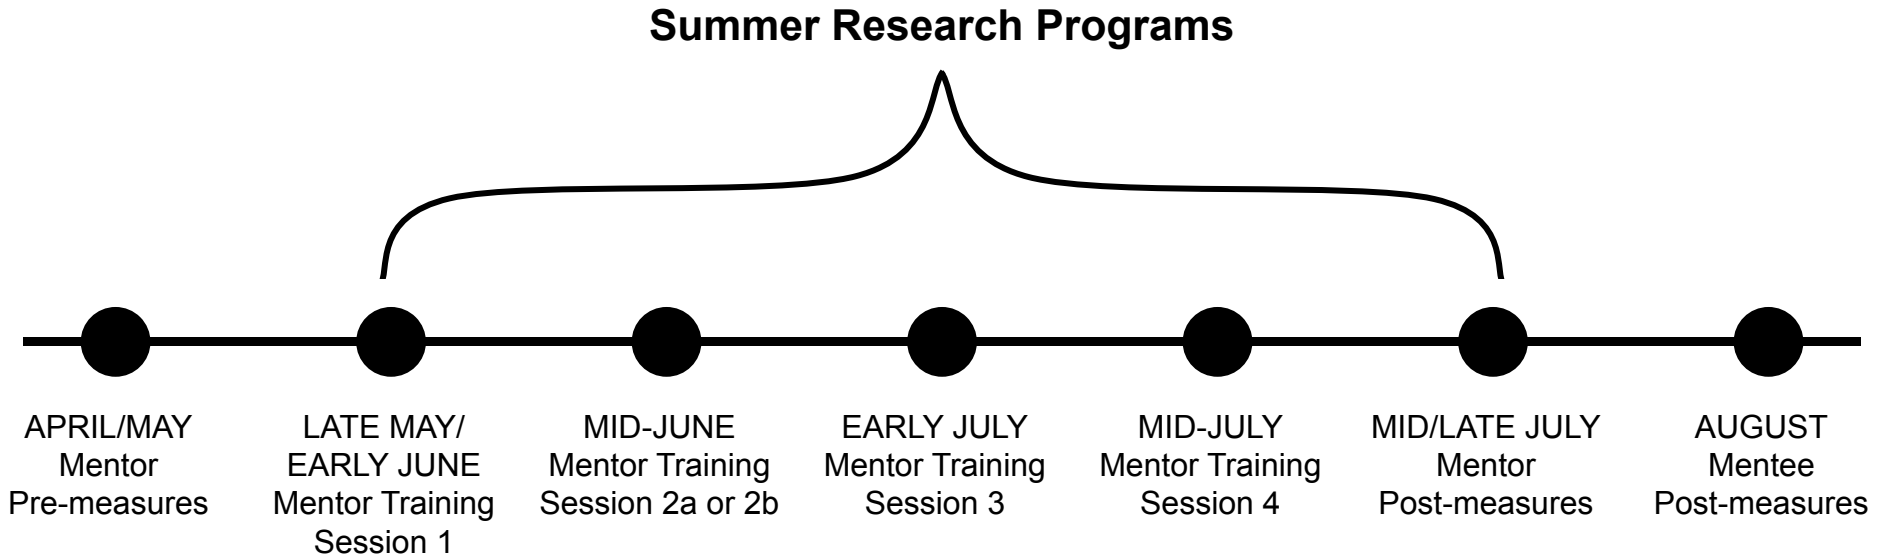 Summer Research Programs
APRIL/MAY
Mentor
Pre-measures
LATE MAY/
EARLY JUNE
Mentor Training
Session 1
MID-JUNE
Mentor Training
Session 2a or 2b
EARLY JULY
Mentor Training
Session 3
MID-JULY
Mentor Training
Session 4
MID/LATE JULY
Mentor
Post-measures
AUGUST
Mentee
Post-measures